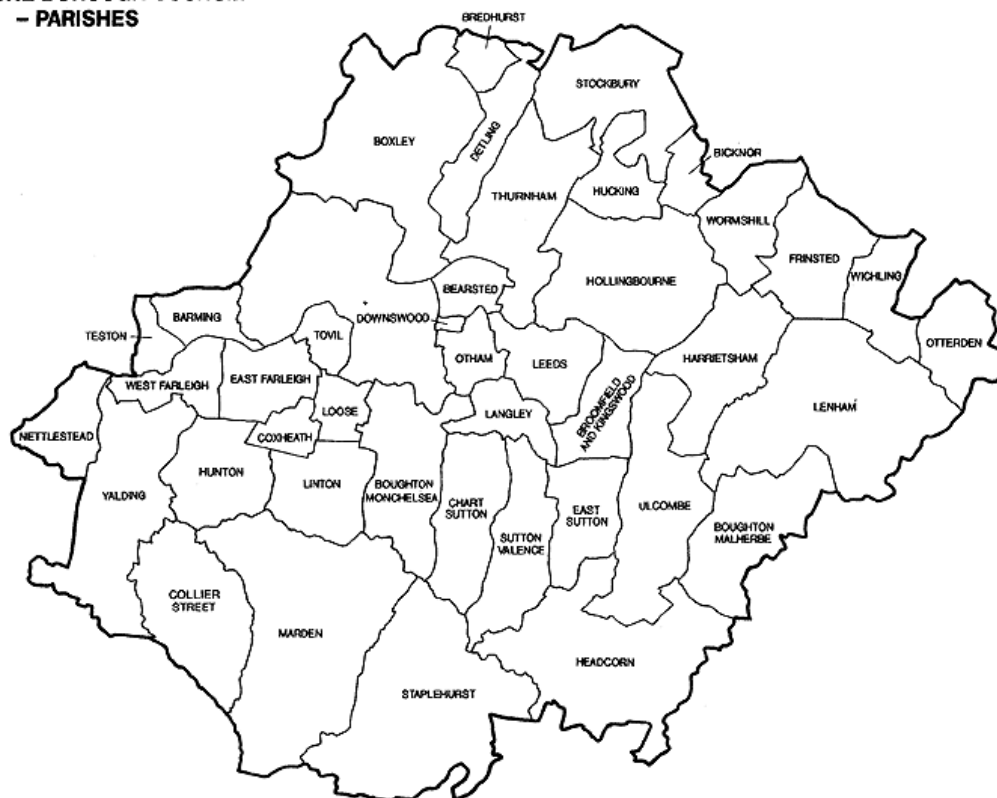 – PARISHES
BREDHURST
STOCKBURY
BOXLEY
DETLING
BICKNOR
THURNHAM
HUCKING
WORMSHILL
FRINSTED
HOLLINGBOURNE
WICHLING
BEARSTED
BARMING
DOWNSWOOD
TESTON
TOVIL
OTTERDEN
OTHAM
LEEDS
HARRIETSHAM
WEST FARLEIGH
EAST FARLEIGH
BROOMFIELD
AND KINGSWOOD
LENHAM
LOOSE
LANGLEY
NETTLESTEAD
COXHEATH
HUNTON
LINTON
BOUGHTON
MONCHELSEA
YALDING
CHART
SUTTON
EAST
SUTTON
ULCOMBE
SUTTON
VALENCE
BOUGHTON
MALHERBE
COLLIER
STREET
MARDEN
HEADCORN
STAPLEHURST